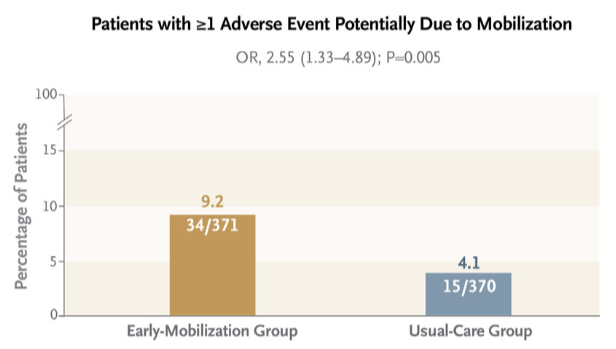 Patients with ≥1 Adverse Event Potentially Due to Mobilization
OR, 2.55 (1.33–4.89); P=0.005
Percentage of Patients
100
15
10
5
0
9.2
34/371
4.1
15/370
Early-Mobilization Group
Usual-Care Group